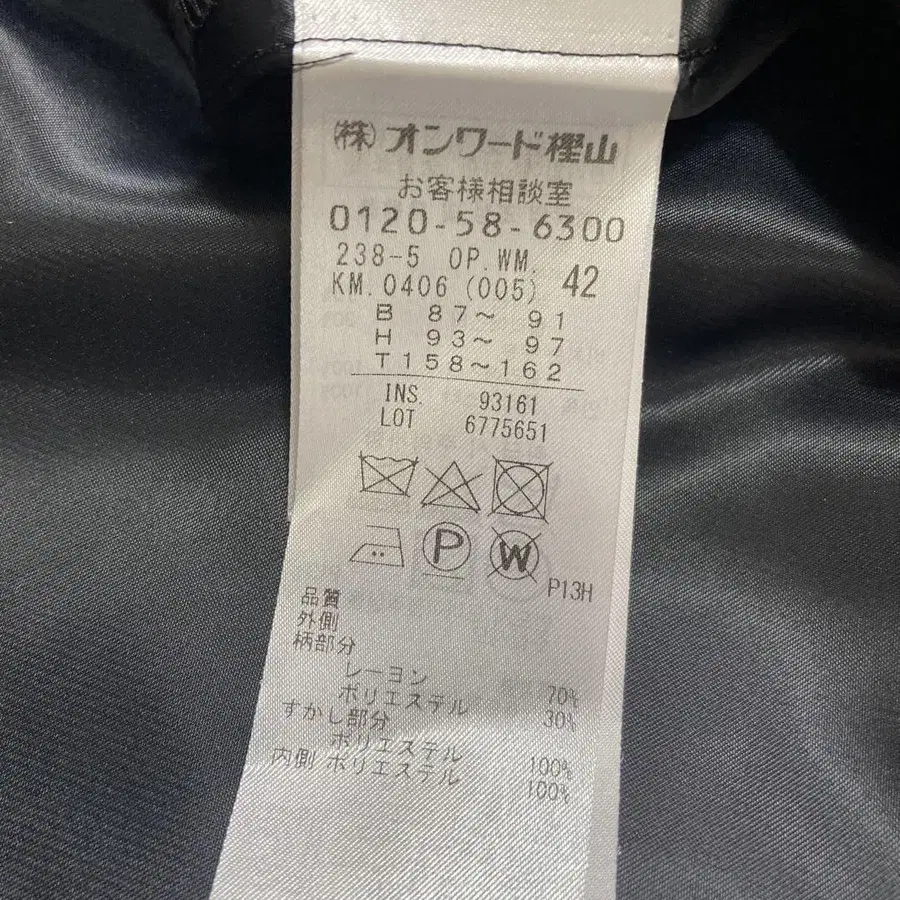 (株)オンワード樫山
お客様相談室
0120-58-6300
238-5 OP.WM. 42
KM.0406 (005)
B 87～ 91
H 93～ 97
T158～162
INS. 93161
LOT 6775651
P
W
P13H
品質
外側
柄部分
レーヨン 70%
ポリエステル 30%
すかし部分
ポリエステル 100%
内側 ポリエステル 100%